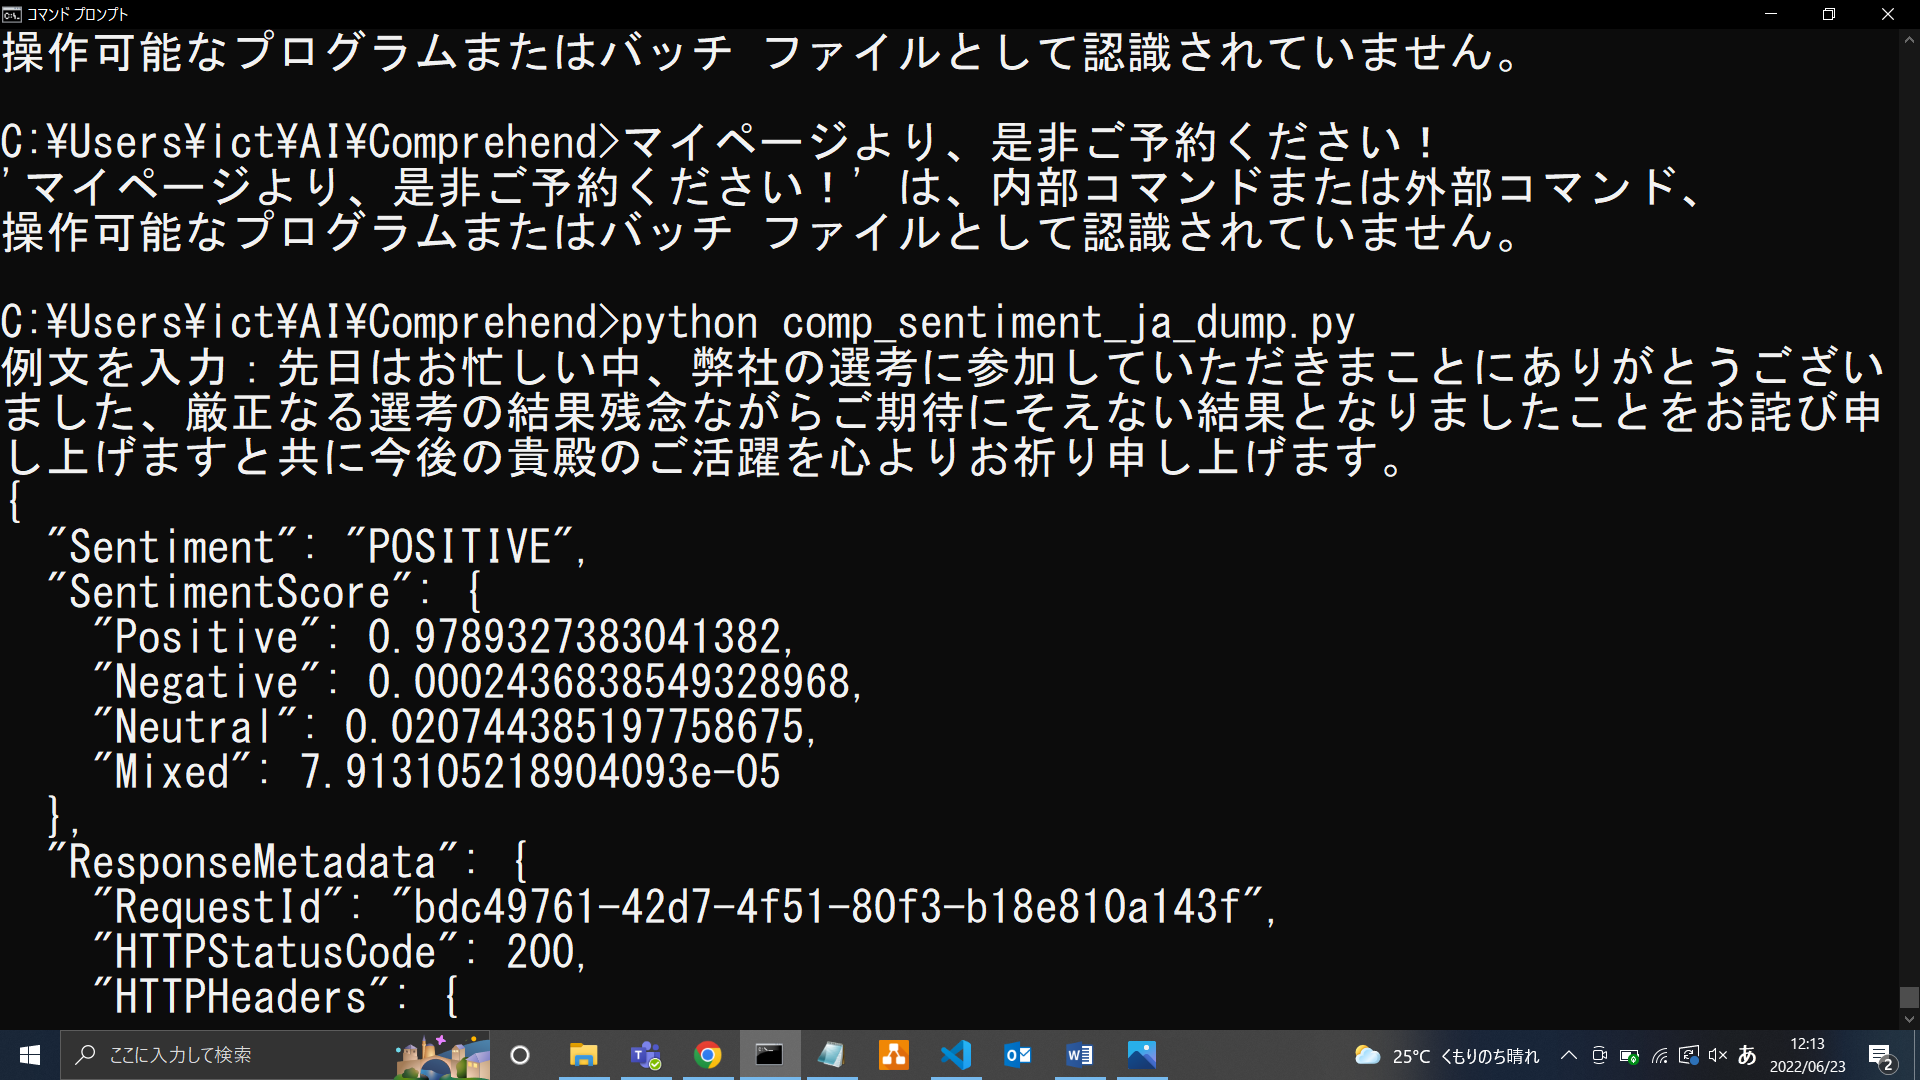 コマンド プロンプト
操作可能なプログラムまたはバッチ ファイルとして認識されていません。
C:¥Users¥ict¥AI¥Comprehend>マイページより、是非ご予約ください！
'マイページより、是非ご予約ください！' は、内部コマンドまたは外部コマンド、
操作可能なプログラムまたはバッチ ファイルとして認識されていません。
C:¥Users¥ict¥AI¥Comprehend>python comp_sentiment_ja_dump.py
例文を入力：先日はお忙しい中、弊社の選考に参加していただきまことにありがとうござい
ました、厳正なる選考の結果残念ながらご期待にそえない結果となりましたことをお詫び申
し上げますと共に今後の貴殿のご活躍を心よりお祈り申し上げます。
{
"Sentiment": "POSITIVE",
"SentimentScore": {
"Positive": 0.9789327383041382,
"Negative": 0.0002436838549328968,
"Neutral": 0.020744385197758675,
"Mixed": 7.913105218904093e-05
},
"ResponseMetadata": {
"RequestId": "bdc49761-42d7-4f51-80f3-b18e810a143f",
"HTTPStatusCode": 200,
"HTTPHeaders": {
ここに入力して検索
25°C くもりのち晴れ
あ
12:13
2022/06/23
2